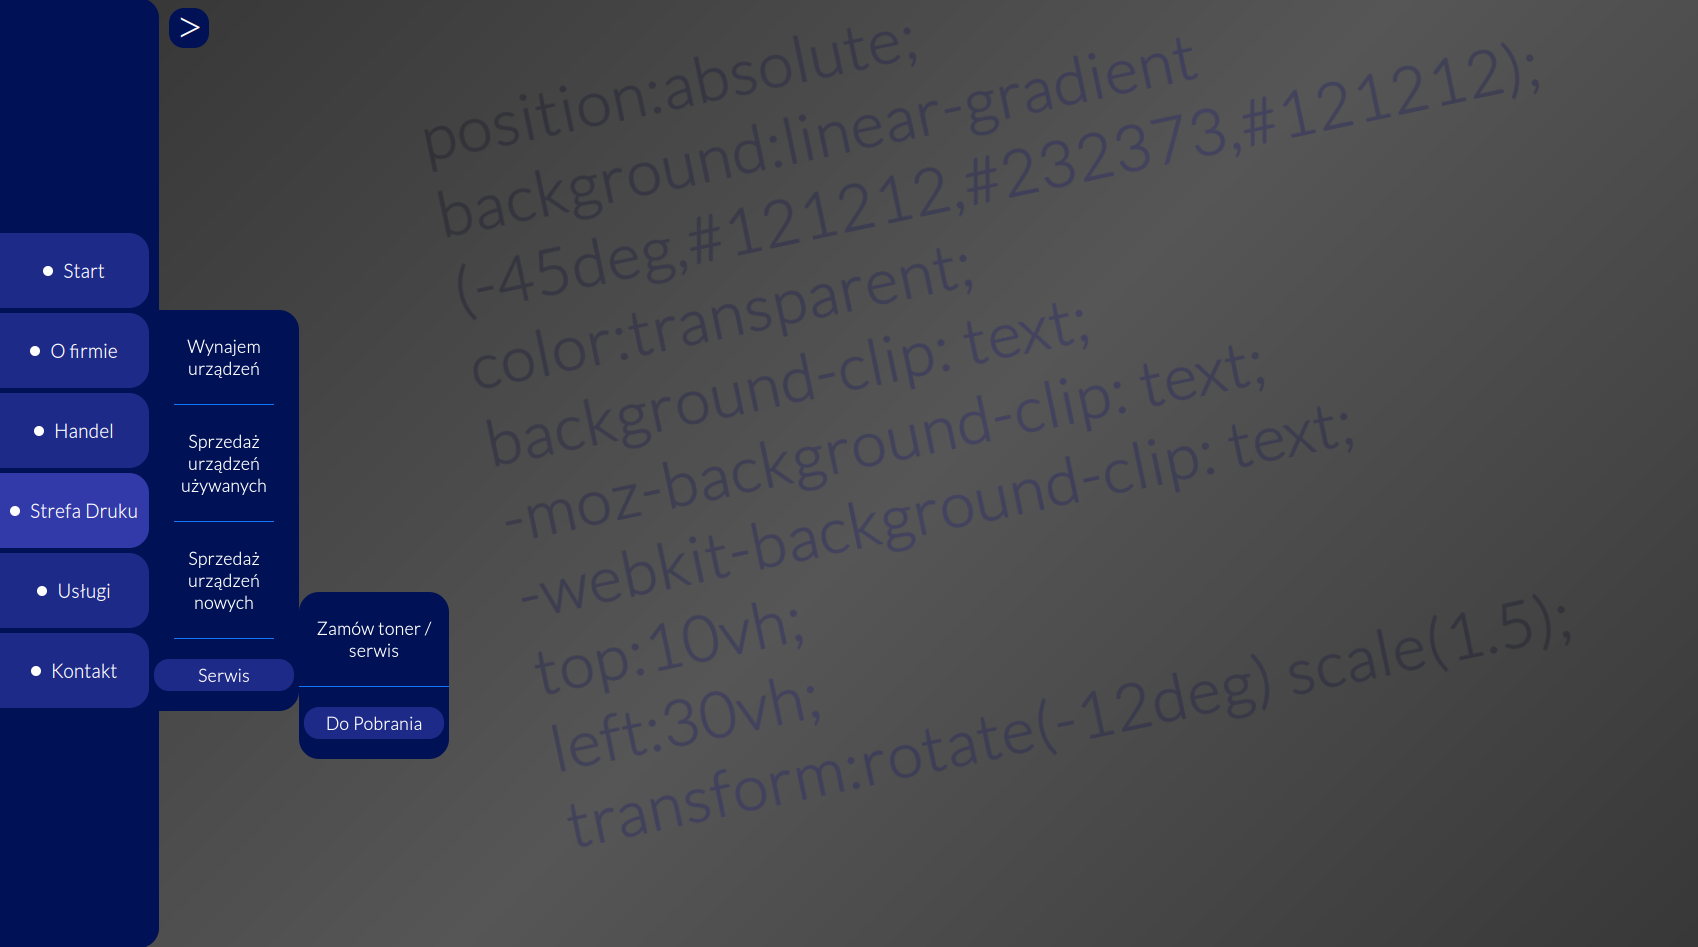 >
Start
O firmie
Handel
Strefa Druku
Usługi
Kontakt
Wynajem
urządzeń
Sprzedaż
urządzeń
używanych
Sprzedaż
urządzeń
nowych
Serwis
Zamów toner /
serwis
Do Pobrania
position:absolute;
background:linear-gradient
(-45deg,#121212,#232373,#121212);
color:transparent;
background-clip: text;
-moz-background-clip: text;
-webkit-background-clip: text;
top:10vh;
left:30vh;
transform:rotate(-12deg) scale(1.5);